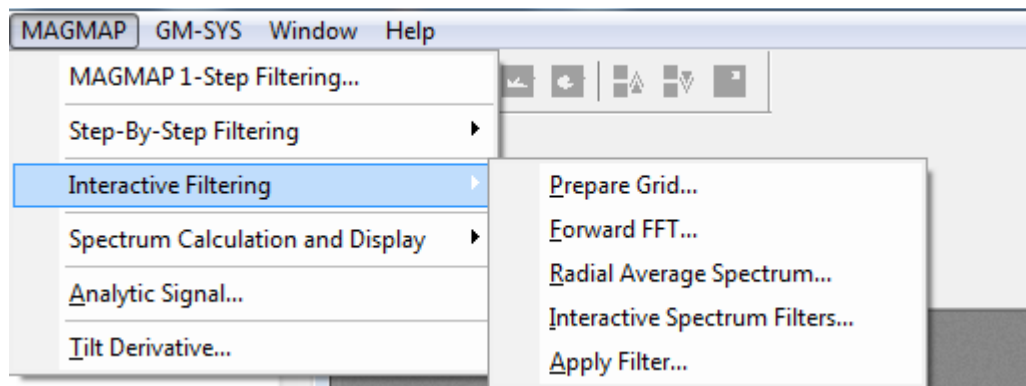 MAGMAP GM-SYS Window Help
MAGMAP 1-Step Filtering...
Step-By-Step Filtering
Interactive Filtering
Spectrum Calculation and Display
Analytic Signal...
Tilt Derivative...
Prepare Grid...
Forward FFT...
Radial Average Spectrum...
Interactive Spectrum Filters...
Apply Filter...